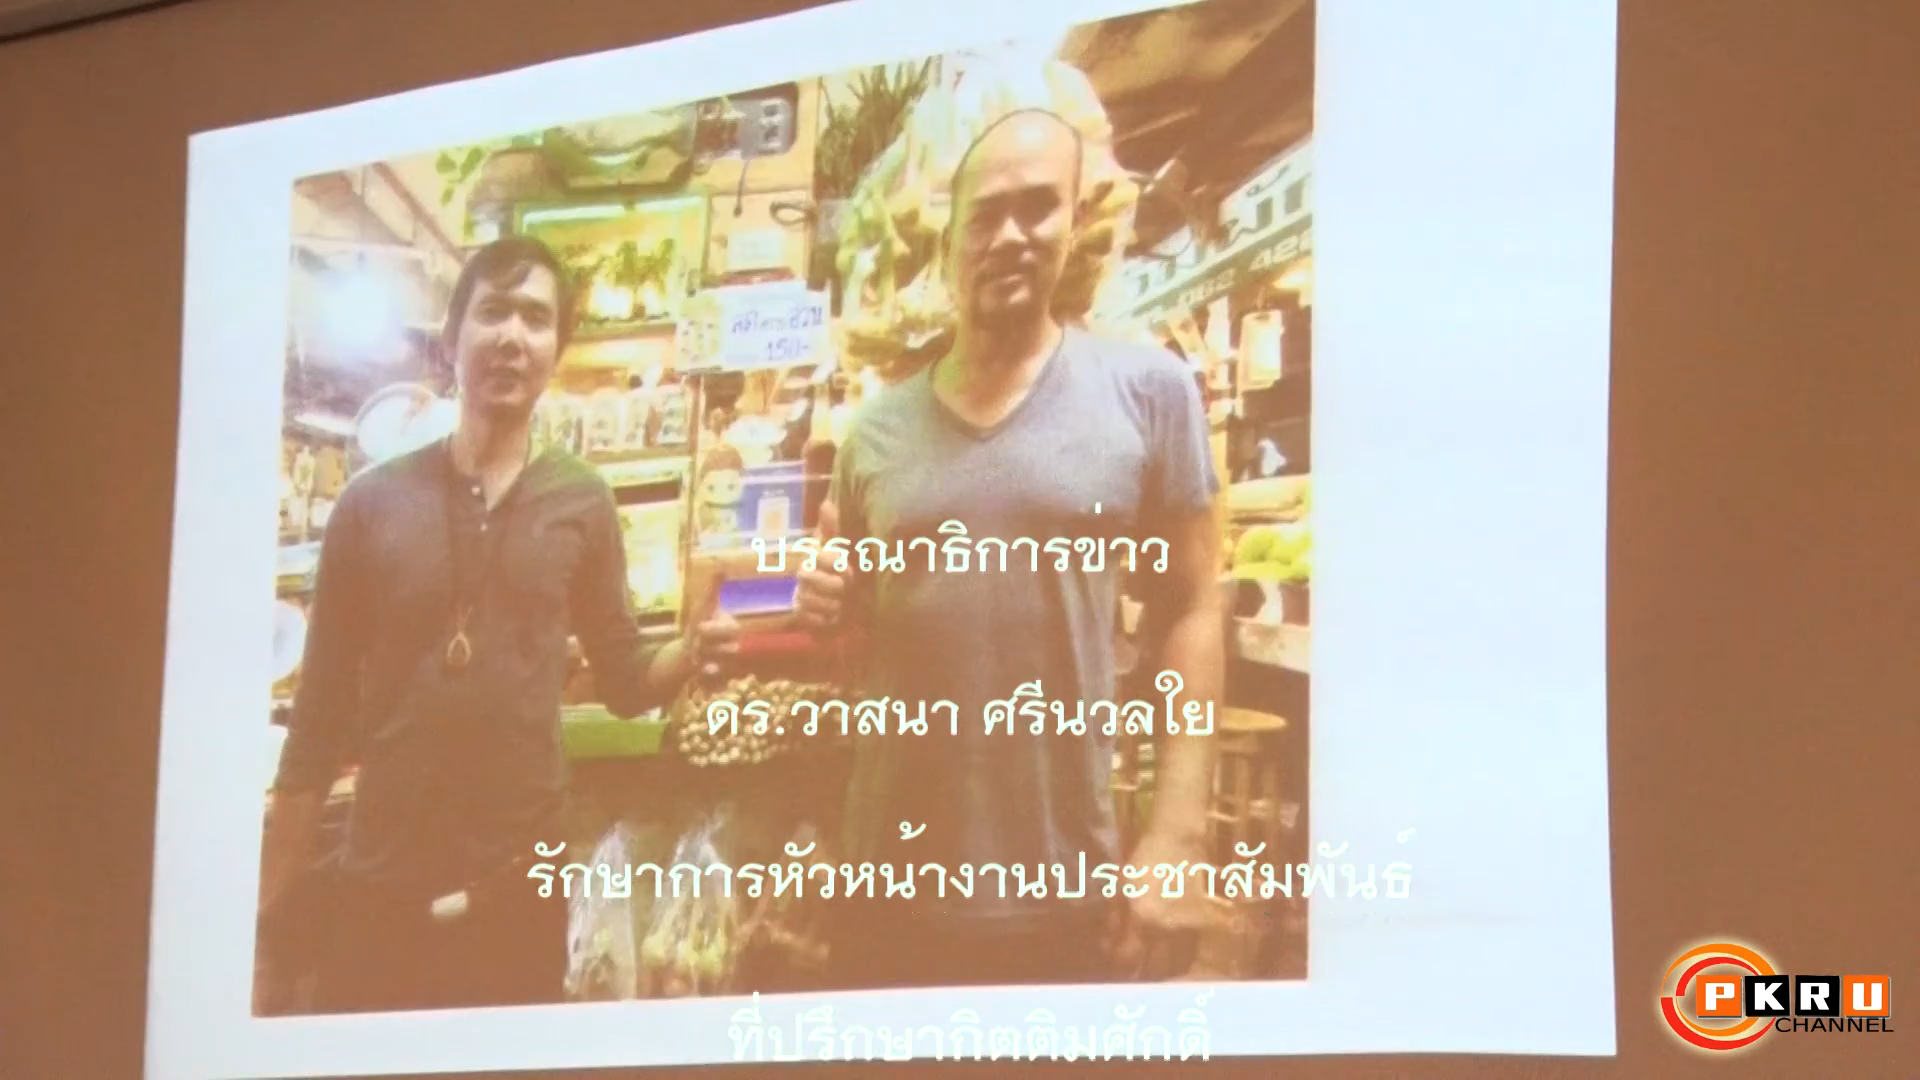 150-
บรรณาธิการข่าว
ดร.วาสนา ศรีนวลใย
รักษาการหัวหน้างานประชาสัมพันธ์
ที่ปรึกษากิตติมศักดิ์
PKRU
CHANNEL